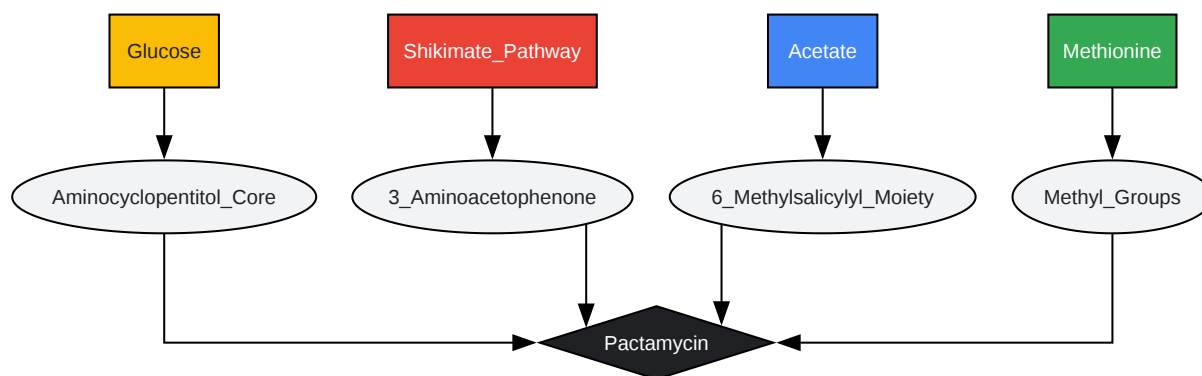 Glucose
Shikimate_Pathway
Acetate
Methionine
Aminocyclopentitol_Core
3_Aminoacetophenone
6_Methylsalicylyl_Moiety
Methyl_Groups
Pactamycin